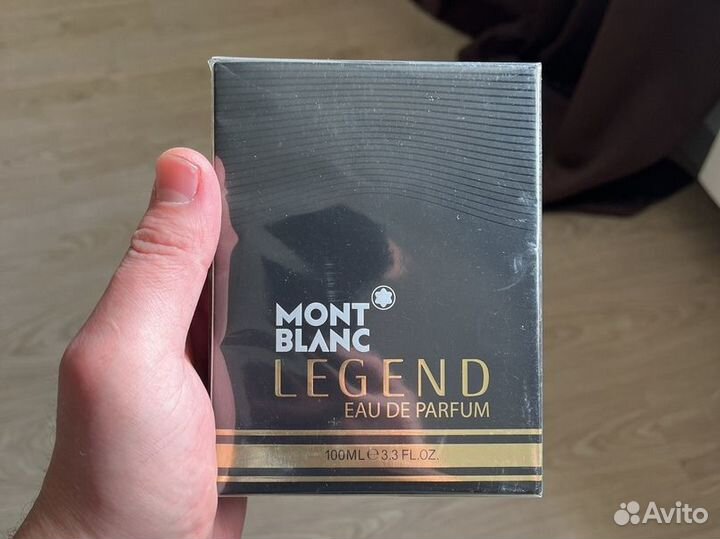 MONT
BLANC
LEGEND
EAU DE PARFUM
100ML ℮ 3.3 FL.OZ.
Avito